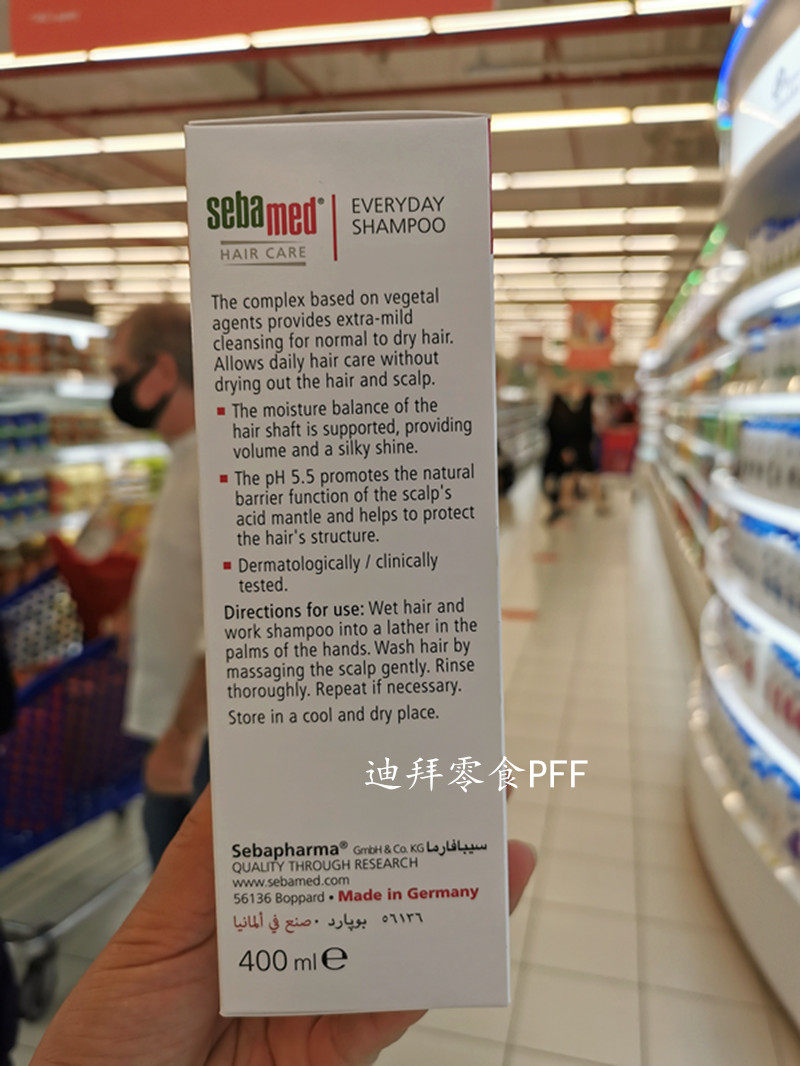 sebamed®
HAIR CARE
EVERYDAY
SHAMPOO
The complex based on vegetal
agents provides extra-mild
cleansing for normal to dry hair.
Allows daily hair care without
drying out the hair and scalp.
▪ The moisture balance of the
hair shaft is supported, providing
volume and a silky shine.
▪ The pH 5.5 promotes the natural
barrier function of the scalp's
acid mantle and helps to protect
the hair's structure.
▪ Dermatologically / clinically
tested.
Directions for use: Wet hair and
work shampoo into a lather in the
palms of the hands. Wash hair by
massaging the scalp gently. Rinse
thoroughly. Repeat if necessary.
Store in a cool and dry place.
迪拜零食PFF
Sebapharma® GmbH & Co. KG سيبافارما
QUALITY THROUGH RESEARCH
www.sebamed.com
56136 Boppard • Made in Germany
٥٦١٣٦ بوپارد • صنع في ألمانيا
400 ml ℮